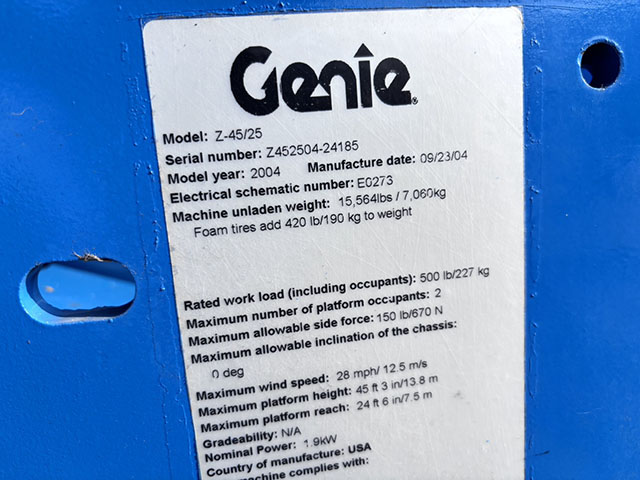 Genie
Model: Z-45/25
Serial number: Z452504-24185
Model year: 2004 Manufacture date: 09/23/04
Electrical schematic number: E0273
Machine unladen weight: 15,564lbs / 7,060kg
Foam tires add 420 lb/190 kg to weight
Rated work load (including occupants): 500 lb/227 kg
Maximum number of platform occupants: 2
Maximum allowable side force: 150 lb/670 N
Maximum allowable inclination of the chassis:
0 deg
Maximum wind speed: 28 mph/ 12.5 m/s
Maximum platform height: 45 ft 3 in/13.8 m
Maximum platform reach: 24 ft 6 in/7.5 m
Gradeability: N/A
Nominal Power: 1.9kW
Country of manufacture: USA
machine complies with: